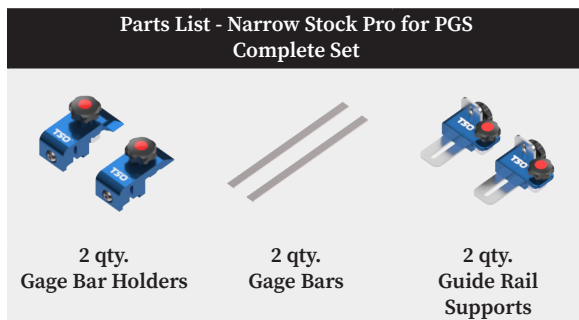 Parts List - Narrow Stock Pro for PGS
Complete Set
TSO
TSO
TSO
TSO
2 qty.
Gage Bar Holders
2 qty.
Gage Bars
2 qty.
Guide Rail
Supports